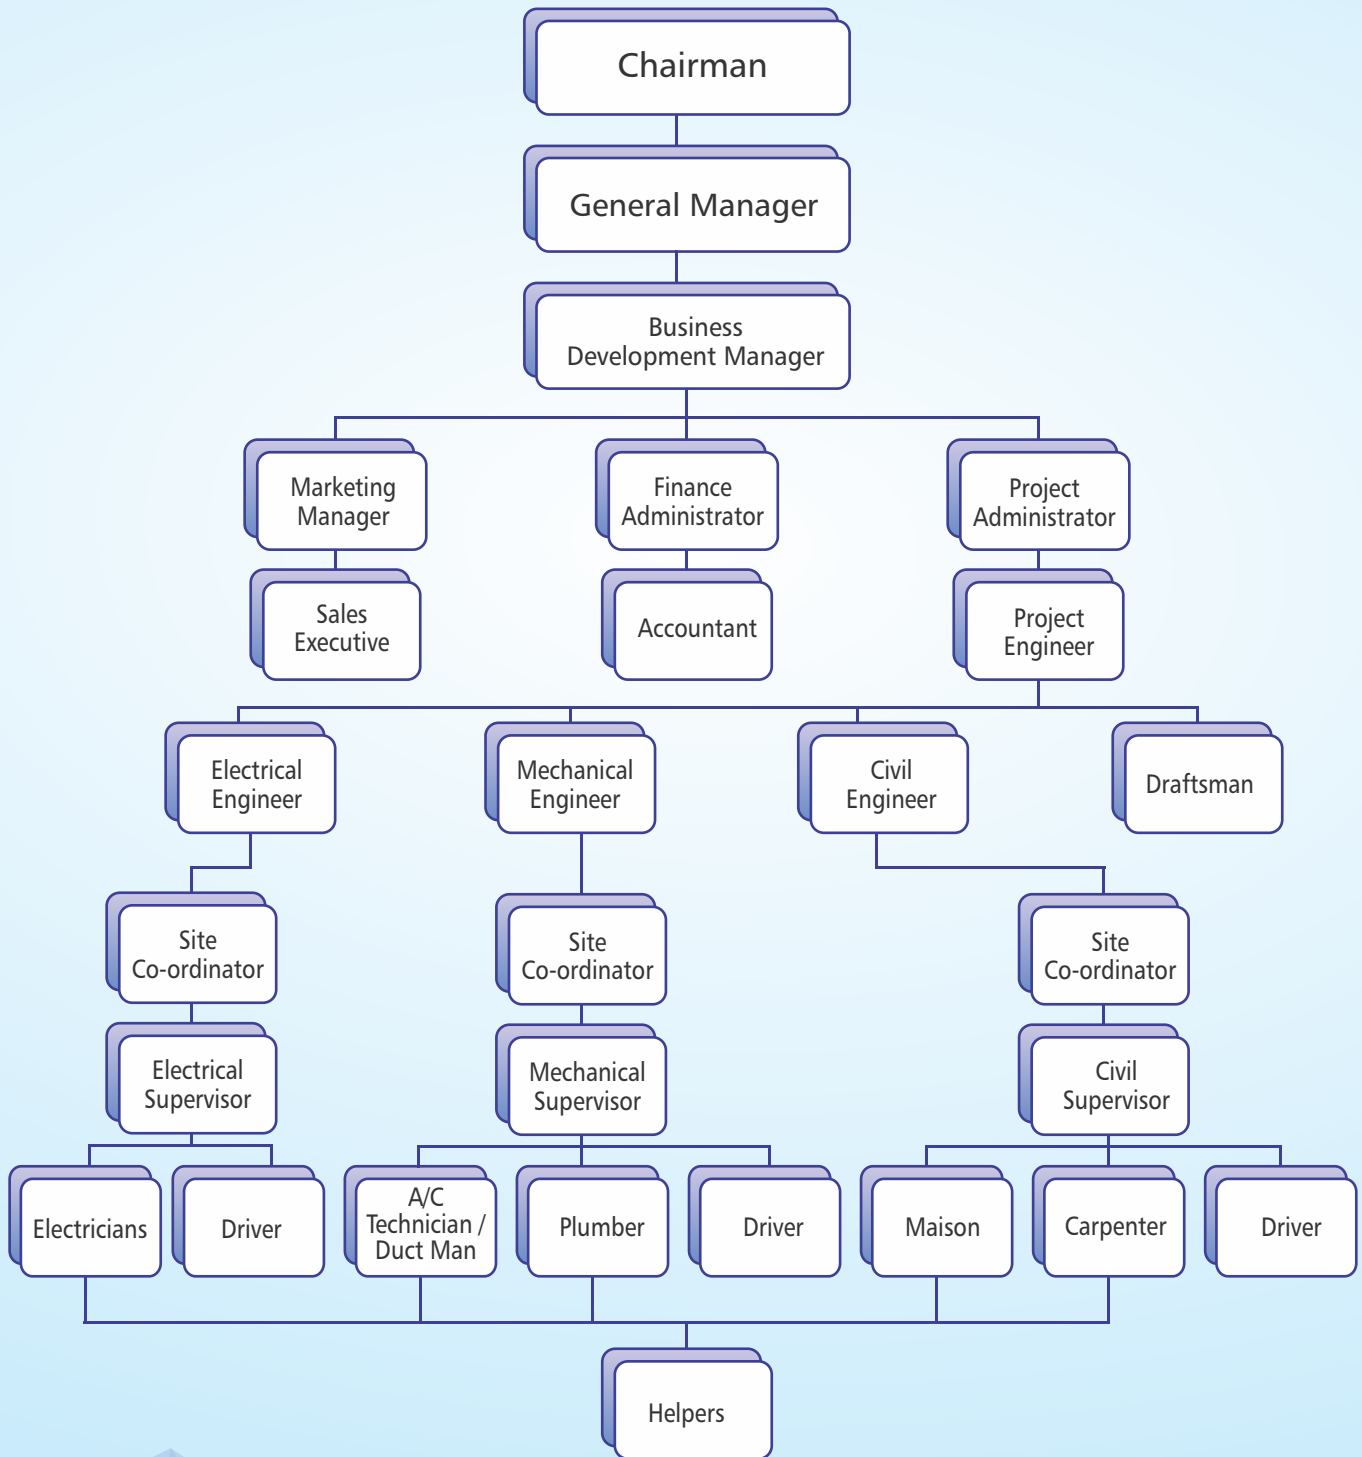 Chairman
General Manager
Business
Development Manager
Marketing
Manager
Finance
Administrator
Project
Administrator
Sales
Executive
Accountant
Project
Engineer
Electrical
Engineer
Mechanical
Engineer
Civil
Engineer
Draftsman
Site
Co-ordinator
Site
Co-ordinator
Site
Co-ordinator
Electrical
Supervisor
Mechanical
Supervisor
Civil
Supervisor
Electricians
Driver
A/C
Technician /
Duct Man
Plumber
Driver
Maison
Carpenter
Driver
Helpers